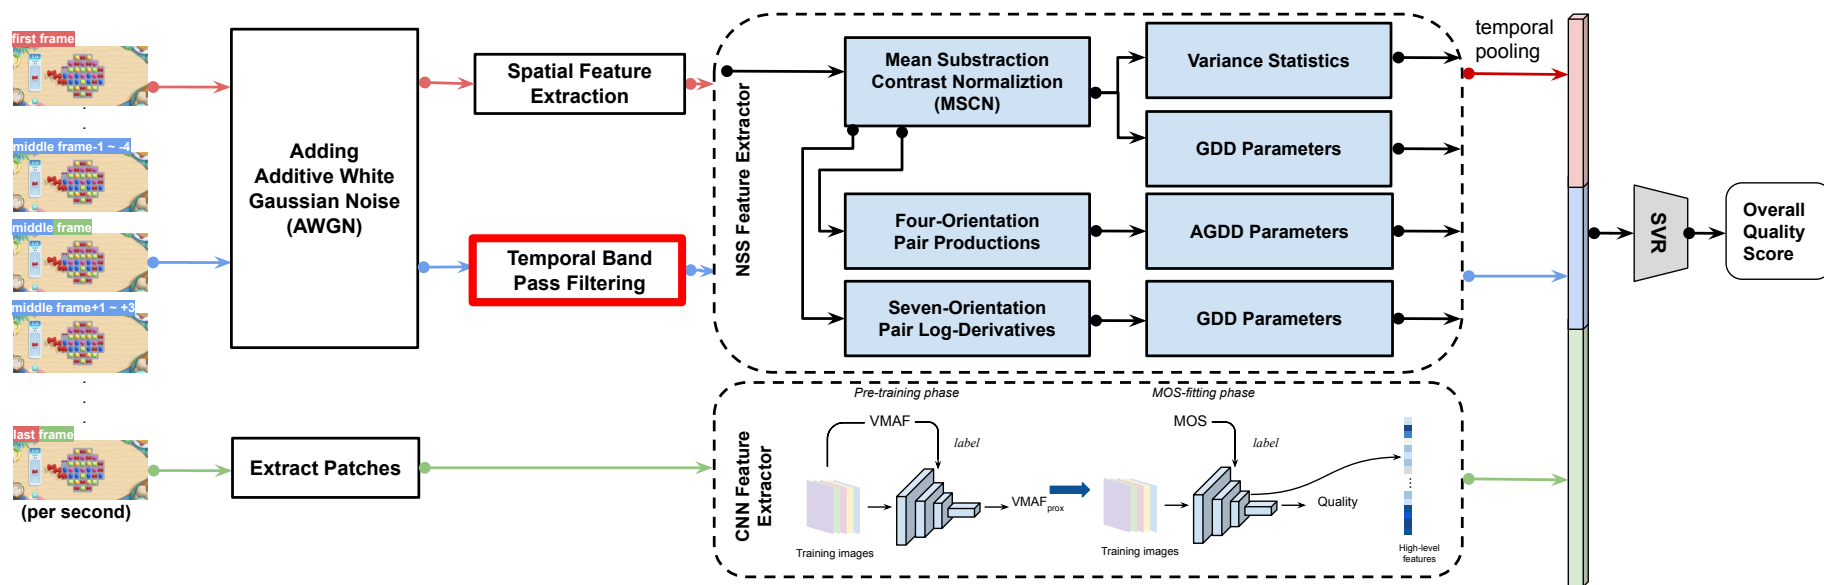 first frame
middle frame-1 ~ -4
middle frame
middle frame+1 ~ +3
last frame
(per second)
Adding
Additive White
Gaussian Noise
(AWGN)
Extract Patches
Spatial Feature
Extraction
Temporal Band
Pass Filtering
NSS Feature Extractor
Mean Substraction
Contrast Normaliztion
(MSCN)
Variance Statistics
GDD Parameters
Four-Orientation
Pair Productions
AGDD Parameters
Seven-Orientation
Pair Log-Derivatives
GDD Parameters
CNN Feature
Extractor
Pre-training phase
VMAF
label
Training images
VMAFprox
MOS-fitting phase
MOS
label
Training images
Quality
High-level
features
temporal
pooling
SVR
Overall
Quality
Score